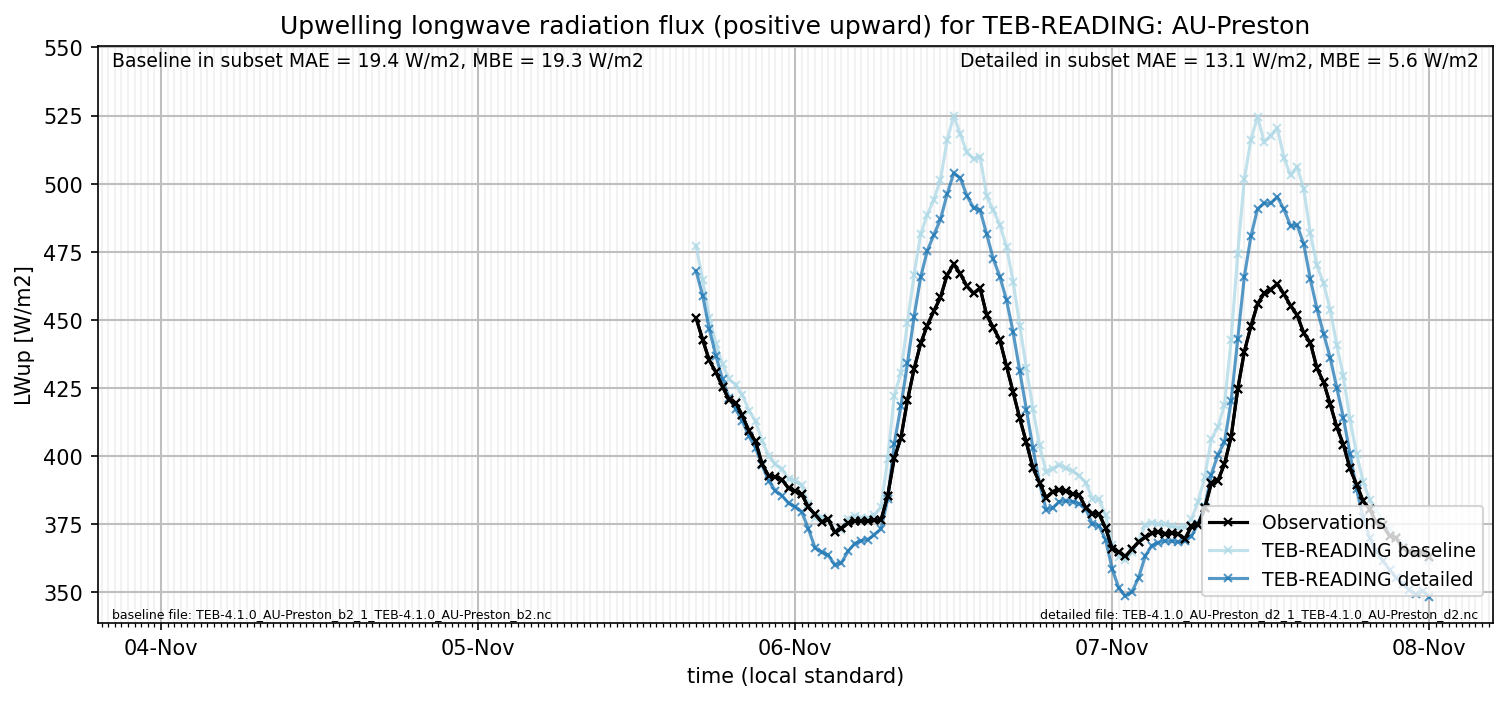 Upwelling longwave radiation flux (positive upward) for TEB-READING: AU-Preston
Baseline in subset MAE = 19.4 W/m2, MBE = 19.3 W/m2
Detailed in subset MAE = 13.1 W/m2, MBE = 5.6 W/m2
550
525
500
475
450
425
400
375
350
LWup [W/m2]
Observations
TEB-READING baseline
TEB-READING detailed
baseline file: TEB-4.1.0_AU-Preston_b2_1_TEB-4.1.0_AU-Preston_b2.nc
detailed file: TEB-4.1.0_AU-Preston_d2_1_TEB-4.1.0_AU-Preston_d2.nc
04-Nov
05-Nov
06-Nov
07-Nov
08-Nov
time (local standard)